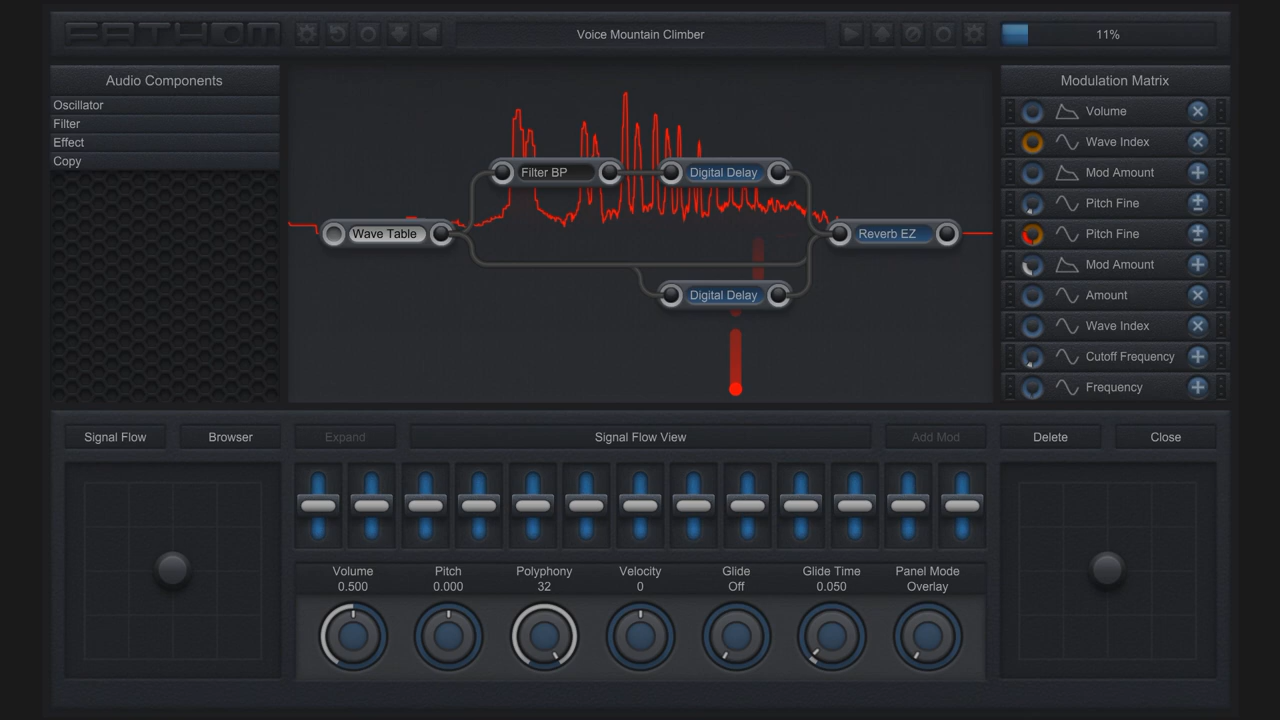 FATHOM
Voice Mountain Climber
11%
Audio Components
Oscillator
Filter
Effect
Copy
Filter BP
Digital Delay
Wave Table
Reverb EZ
Digital Delay
Modulation Matrix
Volume
Wave Index
Mod Amount
Pitch Fine
Pitch Fine
Mod Amount
Amount
Wave Index
Cutoff Frequency
Frequency
Signal Flow
Browser
Expand
Signal Flow View
Add Mod
Delete
Close
Volume
0.500
Pitch
0.000
Polyphony
32
Velocity
0
Glide
Off
Glide Time
0.050
Panel Mode
Overlay